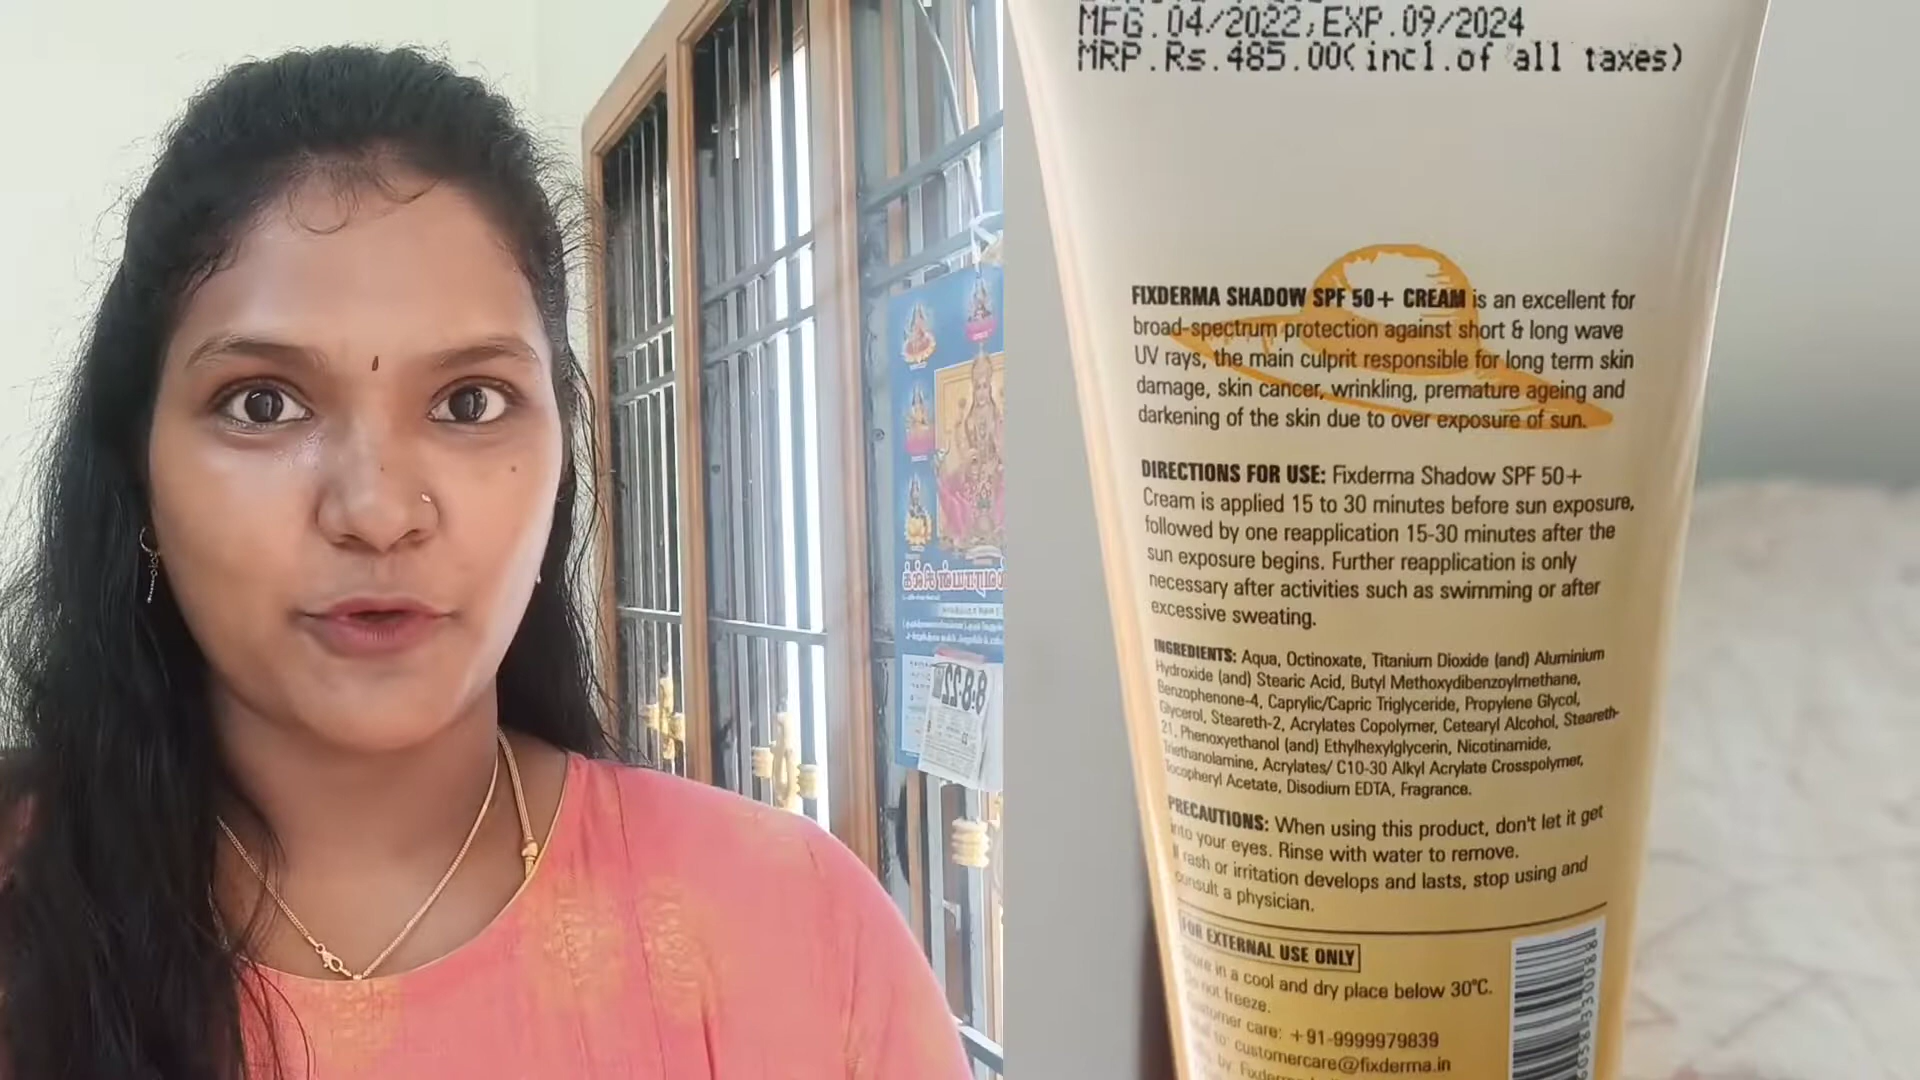 MFG.04/2022,EXP.09/2024
MRP.Rs.485.00(incl.of all taxes)
FIXDERMA SHADOW SPF 50+ CREAM is an excellent for
broad-spectrum protection against short & long wave
UV rays, the main culprit responsible for long term skin
damage, skin cancer, wrinkling, premature ageing and
darkening of the skin due to over exposure of sun.
DIRECTIONS FOR USE: Fixderma Shadow SPF 50+
Cream is applied 15 to 30 minutes before sun exposure,
followed by one reapplication 15-30 minutes after the
sun exposure begins. Further reapplication is only
necessary after activities such as swimming or after
excessive sweating.
INGREDIENTS: Aqua, Octinoxate, Titanium Dioxide (and) Aluminium
Hydroxide (and) Stearic Acid, Butyl Methoxydibenzoylmethane,
Benzophenone-4, Caprylic/Capric Triglyceride, Propylene Glycol,
Glycerol, Steareth-2, Acrylates Copolymer, Cetearyl Alcohol, Steareth-
21, Phenoxyethanol (and) Ethylhexylglycerin, Nicotinamide,
Triethanolamine, Acrylates/ C10-30 Alkyl Acrylate Crosspolymer,
Tocopheryl Acetate, Disodium EDTA, Fragrance.
PRECAUTIONS: When using this product, don't let it get
into your eyes. Rinse with water to remove.
If rash or irritation develops and lasts, stop using and
consult a physician.
FOR EXTERNAL USE ONLY
Store in a cool and dry place below 30°C.
Do not freeze.
Customer care: +91-9999979839
customercare@fixderma.in
8-8-22